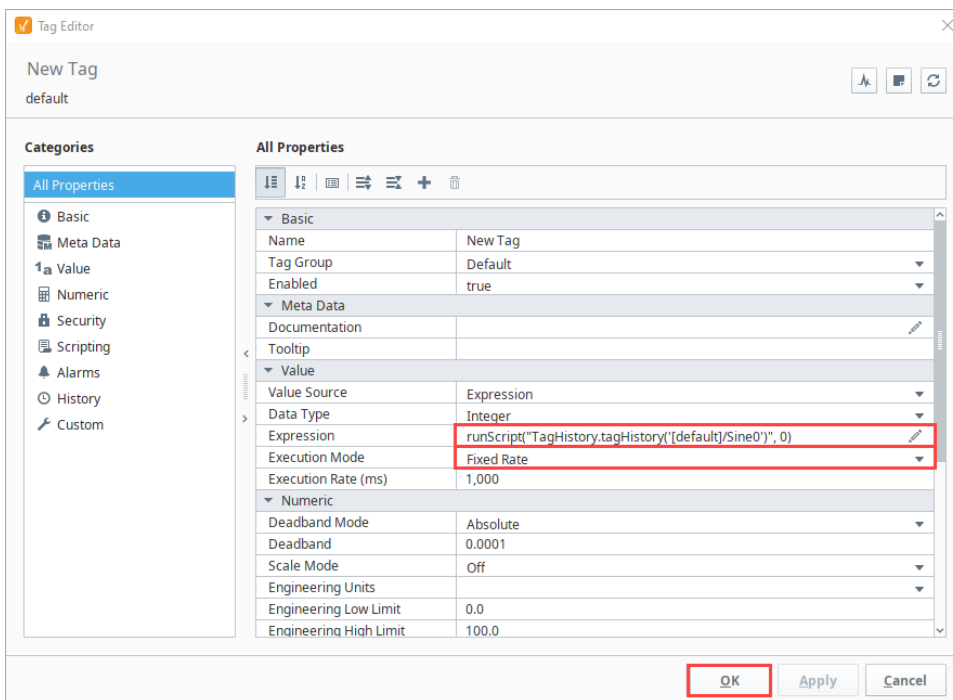 Tag Editor
New Tag
default
Categories
All Properties
Basic
Meta Data
1a Value
Numeric
Security
Scripting
Alarms
History
Custom
All Properties
Basic
Name New Tag
Tag Group Default
Enabled true
Meta Data
Documentation
Tooltip
Value
Value Source Expression
Data Type Integer
Expression runScript("TagHistory.tagHistory('[default]/Sine0')", 0)
Execution Mode Fixed Rate
Execution Rate (ms) 1,000
Numeric
Deadband Mode Absolute
Deadband 0.0001
Scale Mode Off
Engineering Units
Engineering Low Limit 0.0
Engineering High Limit 100.0
OK Apply Cancel